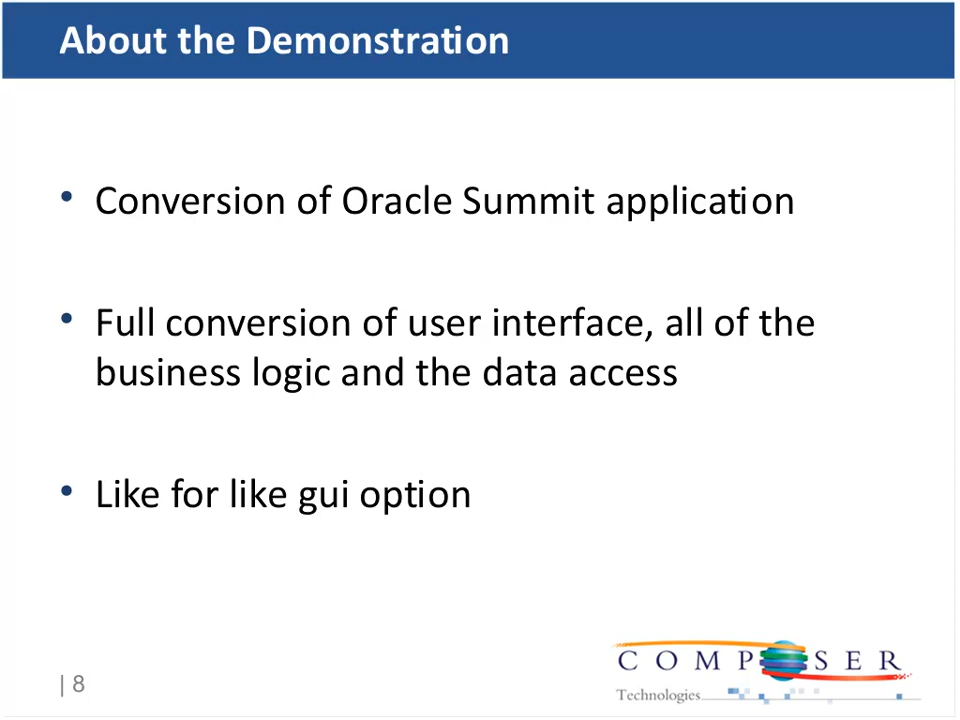 About the Demonstration
• Conversion of Oracle Summit application
• Full conversion of user interface, all of the
business logic and the data access
• Like for like gui option
| 8
COMPOSER
Technologies